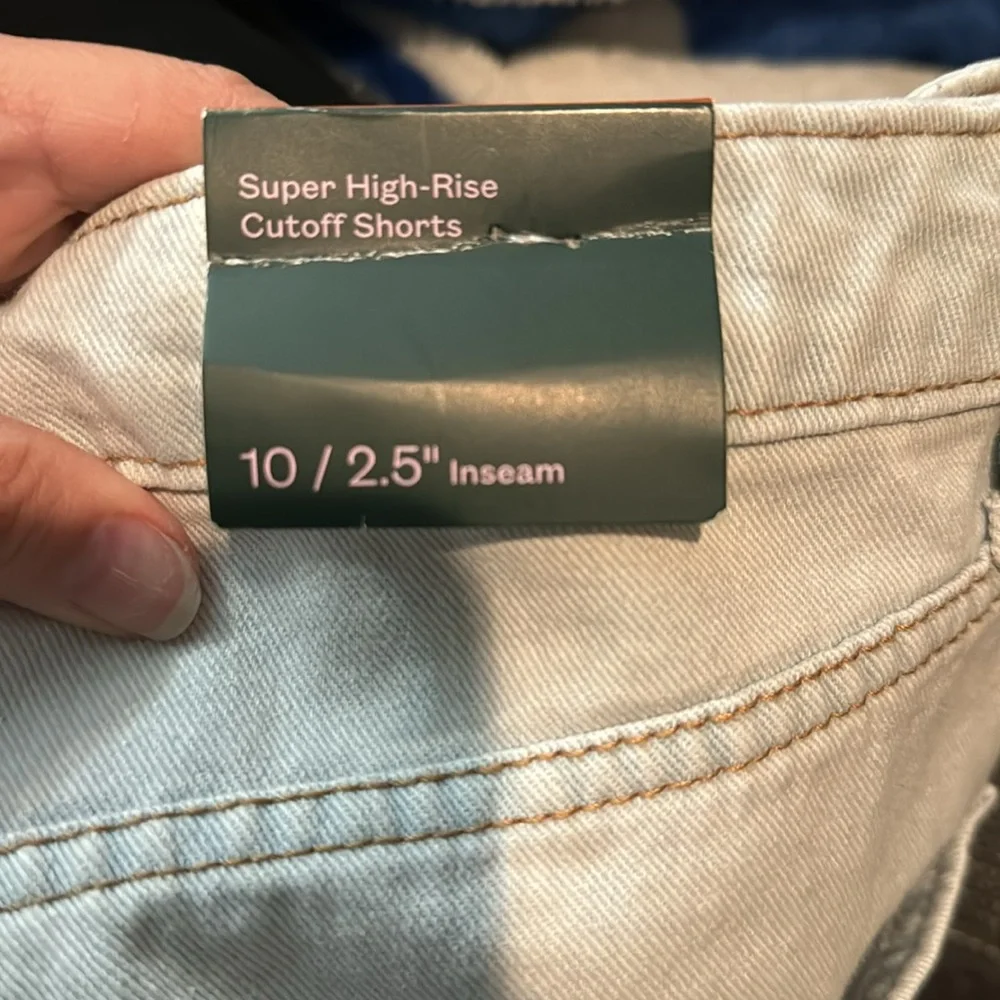 Super High-Rise
Cutoff Shorts
10 / 2.5" Inseam